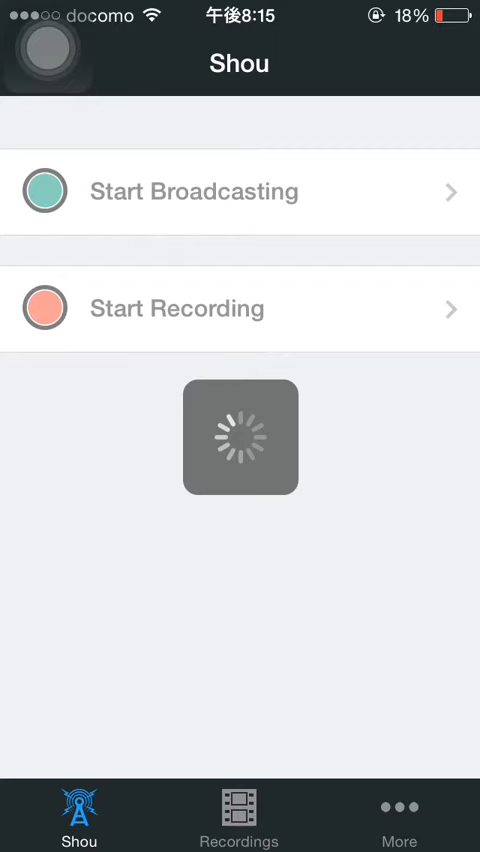 docomo 午後8:15 18%
Shou
Start Broadcasting
Start Recording
Shou Recordings More